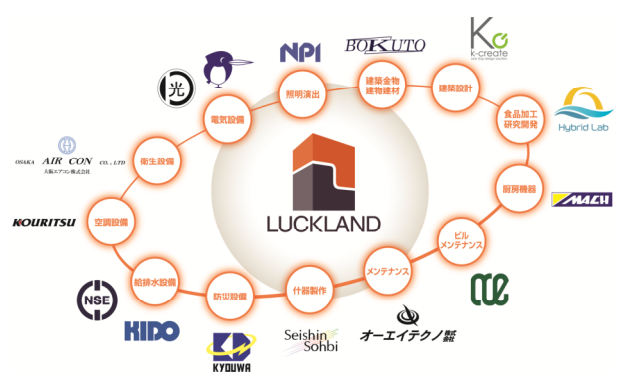 NPI
BOKUTO
K
k-create
光
電気設備
照明演出
建築金物
建物建材
建築設計
食品加工
研究開発
Hybrid Lab
OSAKA AIR CON CO.,LTD
大阪エアコン株式会社
衛生設備
厨房機器
MACH
LUCKLAND
KOURITSU
空調設備
ビル
メンテナンス
給排水設備
防災設備
什器製作
メンテナンス
NSE
KIDO
KD
KYOUWA
Seishin
Sohbi
オーエイテクノ株式会社